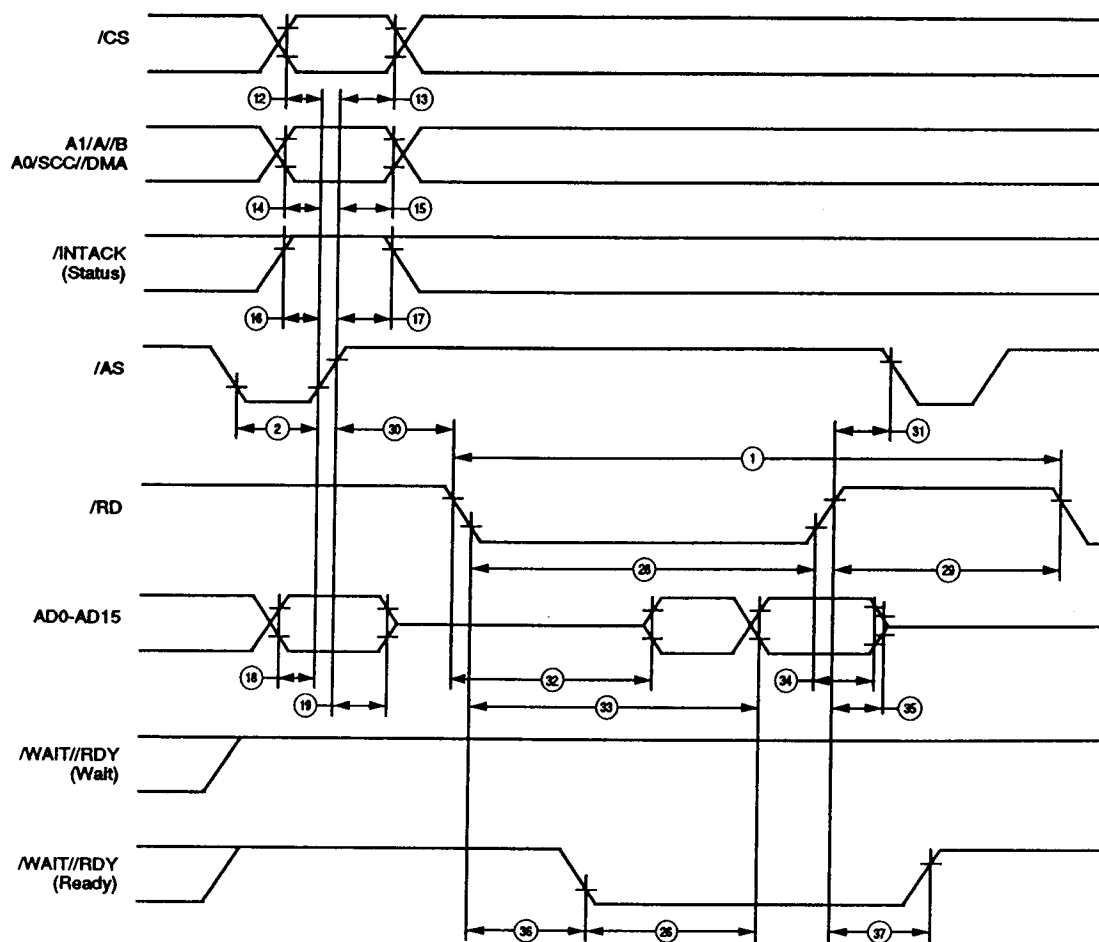 /CS
12 13
A1/A//B
A0/SCC//DMA
14 15
/INTACK
(Status)
16 17
/AS
2 30 31
1
/RD
28 29
AD0-AD15
18 32 34
19 33 35
/WAIT//RDY
(Wait)
/WAIT//RDY
(Ready)
36 26 37